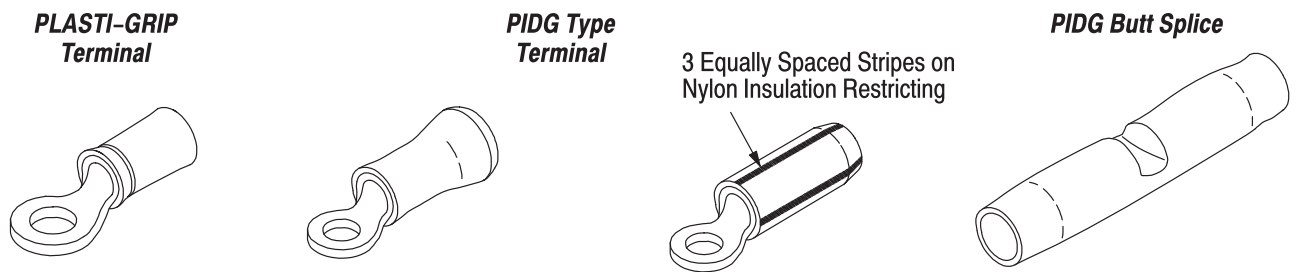 PLASTI–GRIP
Terminal
PIDG Type
Terminal
3 Equally Spaced Stripes on
Nylon Insulation Restricting
PIDG Butt Splice